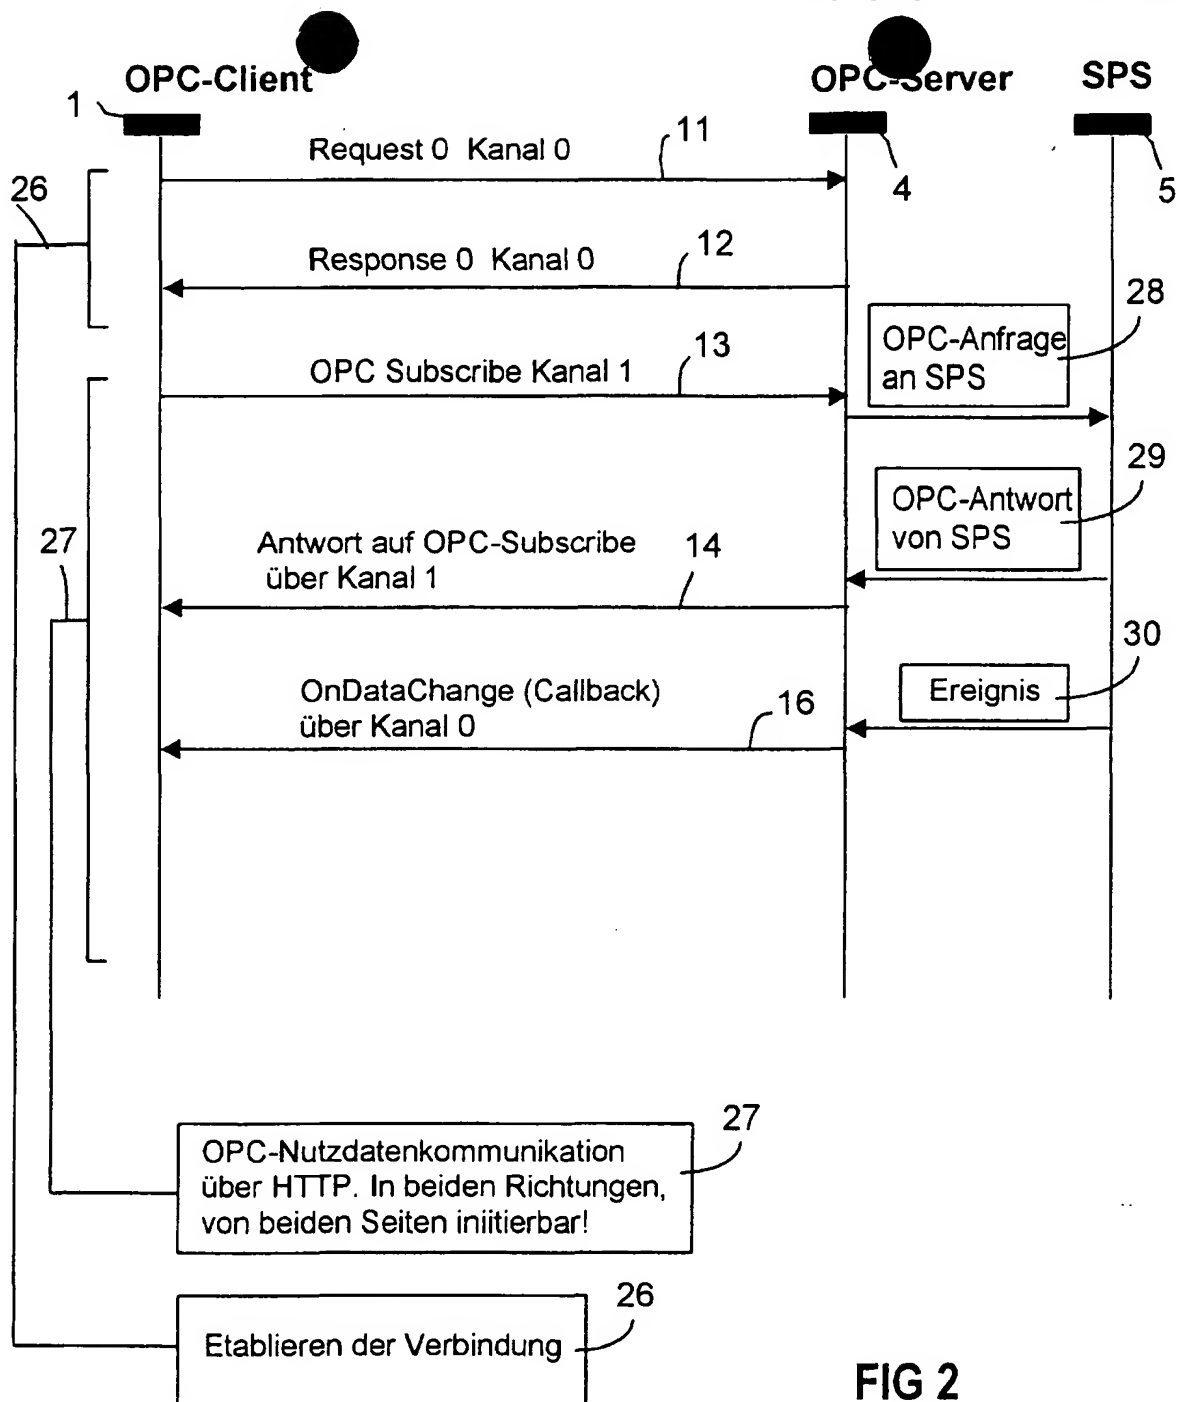 OPC-Client
OPC-Server
SPS
1
11
Request 0 Kanal 0
4
5
26
12
Response 0 Kanal 0
28
OPC-Anfrage
an SPS
13
OPC Subscribe Kanal 1
29
OPC-Antwort
von SPS
27
Antwort auf OPC-Subscribe
über Kanal 1
14
30
Ereignis
OnDataChange (Callback)
über Kanal 0
16
27
OPC-Nutzdatenkommunikation
über HTTP. In beiden Richtungen,
von beiden Seiten iniitierbar!
26
Etablieren der Verbindung
FIG 2